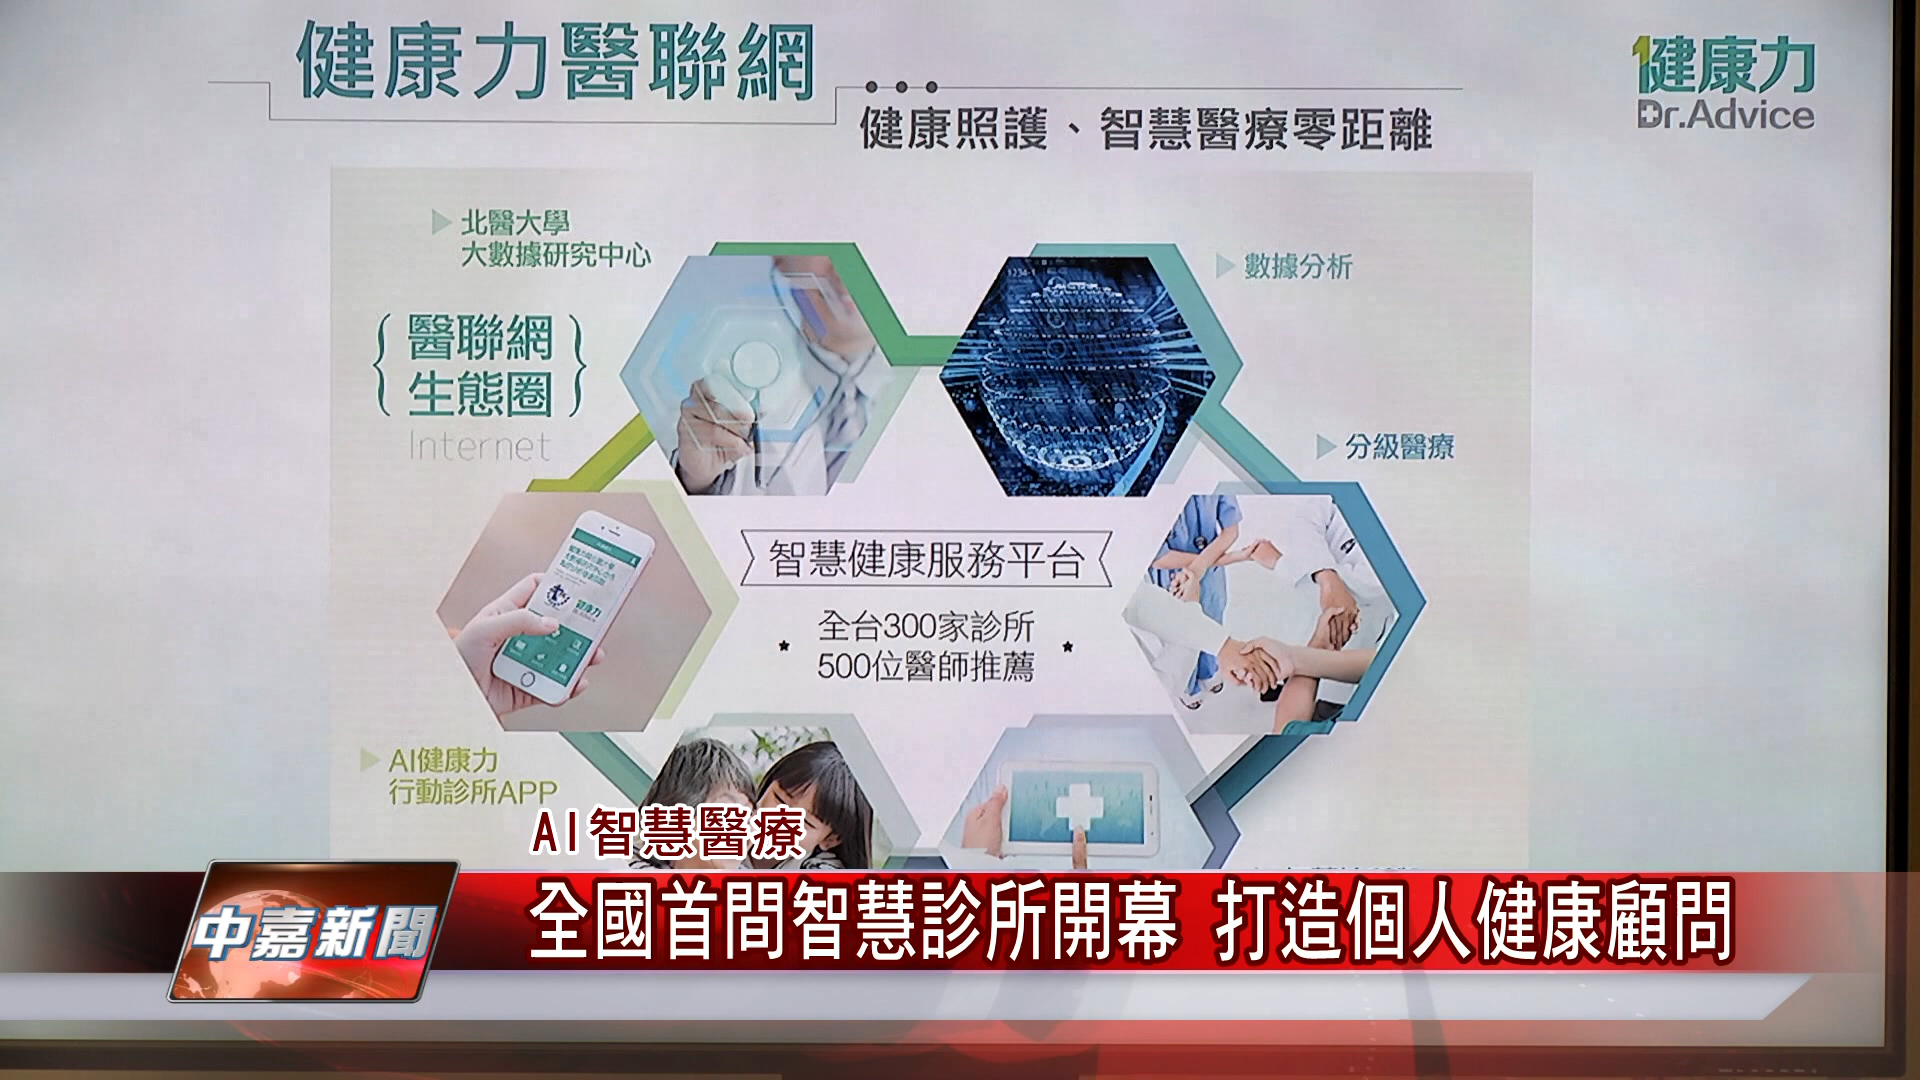 健康力醫聯網
健康照護、智慧醫療零距離
健康力
Dr.Advice
北醫大學
大數據研究中心
數據分析
醫聯網
生態圈
Internet
分級醫療
智慧健康服務平台
全台300家診所
500位醫師推薦
健康力
AI健康力
行動診所APP
AI智慧醫療
全國首間智慧診所開幕 打造個人健康顧問
中嘉新聞